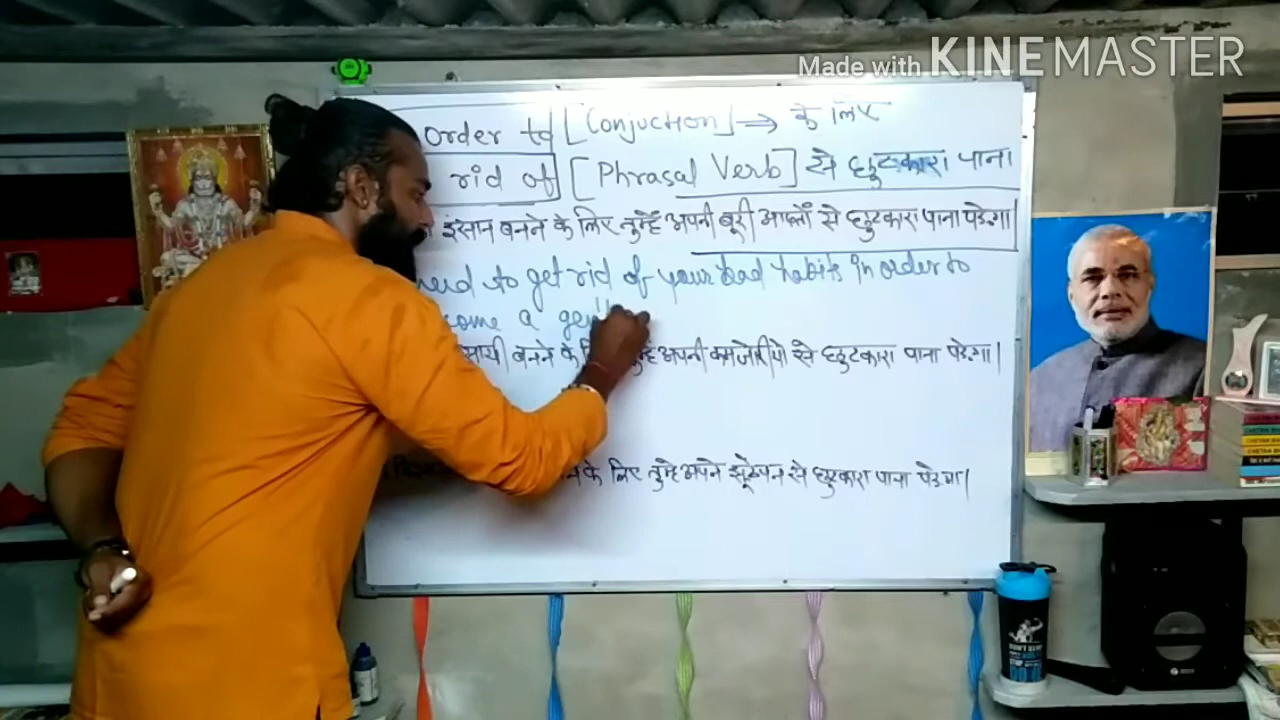 Made with KINEMASTER
order to [Conjuction] ⇒ के लिए
rid of [Phrasal Verb] से छुटकारा पाना
इंसान बनने के लिए तुम्हें अपनी बूरी आदतों से छुटकारा पाना पड़ेगा।
need to get rid of your bad habits in order to
come a gen
बनने के तुम्हे अपनी कमजोरीयो से छुटकारा पाना पड़ेगा।
के लिए तुम्हे अपने से छुटकारा पाना पड़ेगा।